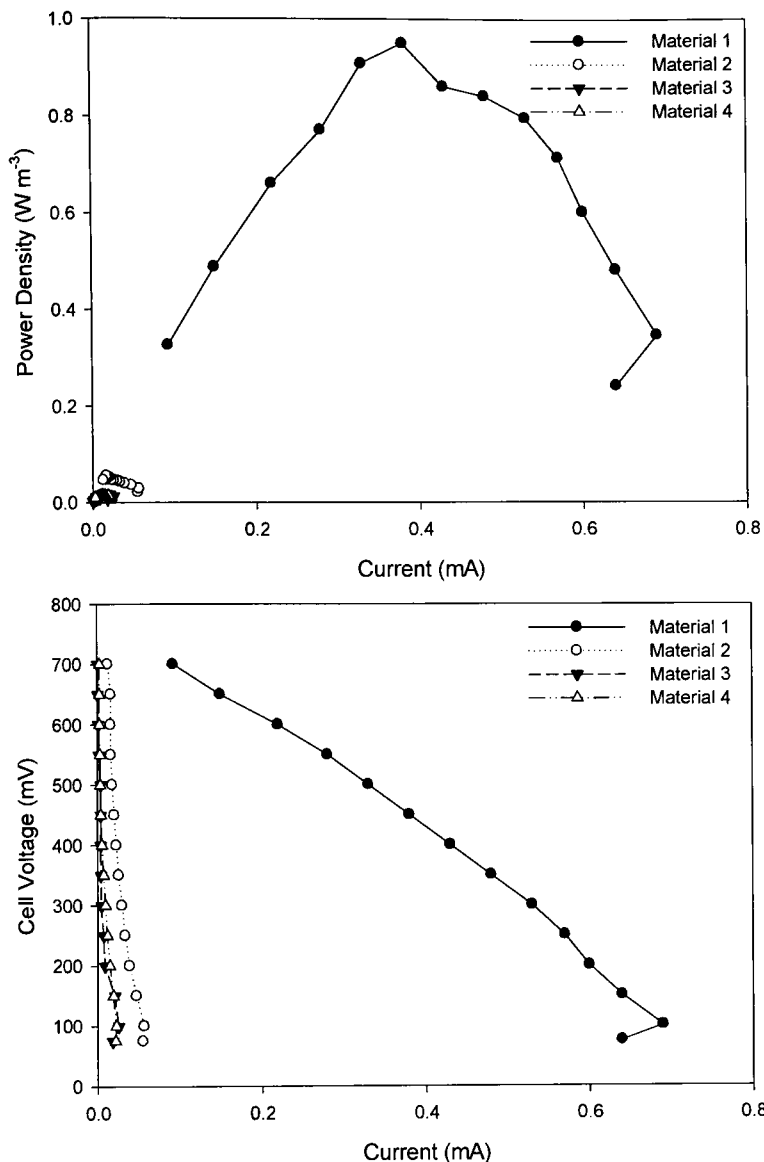 1.0
0.8
0.6
0.4
0.2
0.0
Power Density (W m⁻³)
Material 1
Material 2
Material 3
Material 4
0.0 0.2 0.4 0.6 0.8
Current (mA)
800
700
600
500
400
300
200
100
0
Cell Voltage (mV)
Material 1
Material 2
Material 3
Material 4
0.0 0.2 0.4 0.6 0.8
Current (mA)